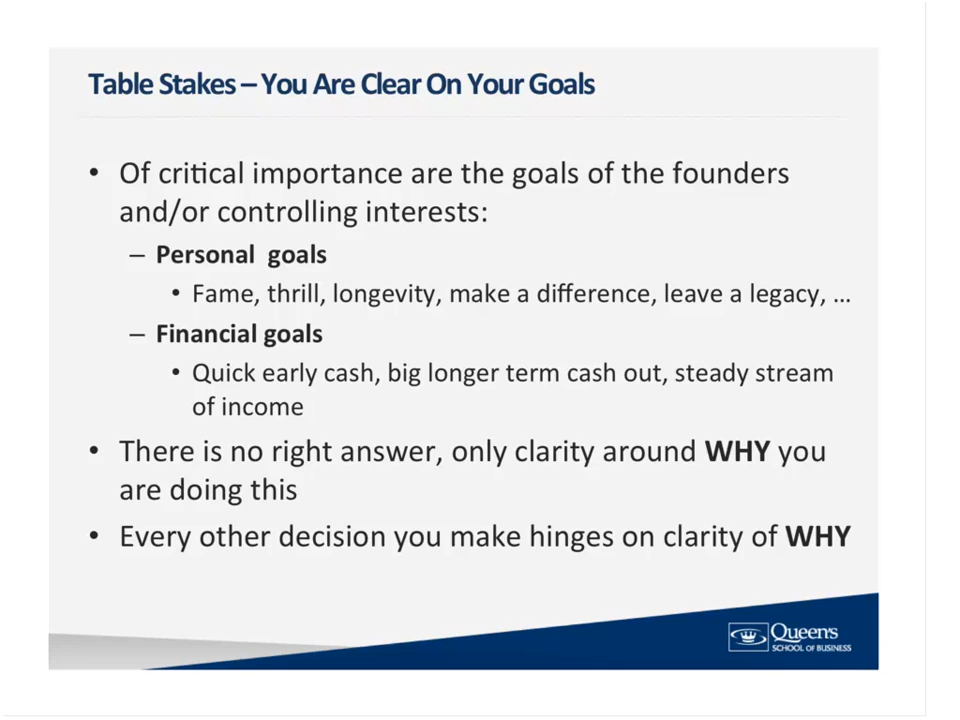 Table Stakes – You Are Clear On Your Goals
• Of critical importance are the goals of the founders
and/or controlling interests:
– Personal goals
• Fame, thrill, longevity, make a difference, leave a legacy, …
– Financial goals
• Quick early cash, big longer term cash out, steady stream
of income
• There is no right answer, only clarity around WHY you
are doing this
• Every other decision you make hinges on clarity of WHY
Queen's
SCHOOL OF BUSINESS